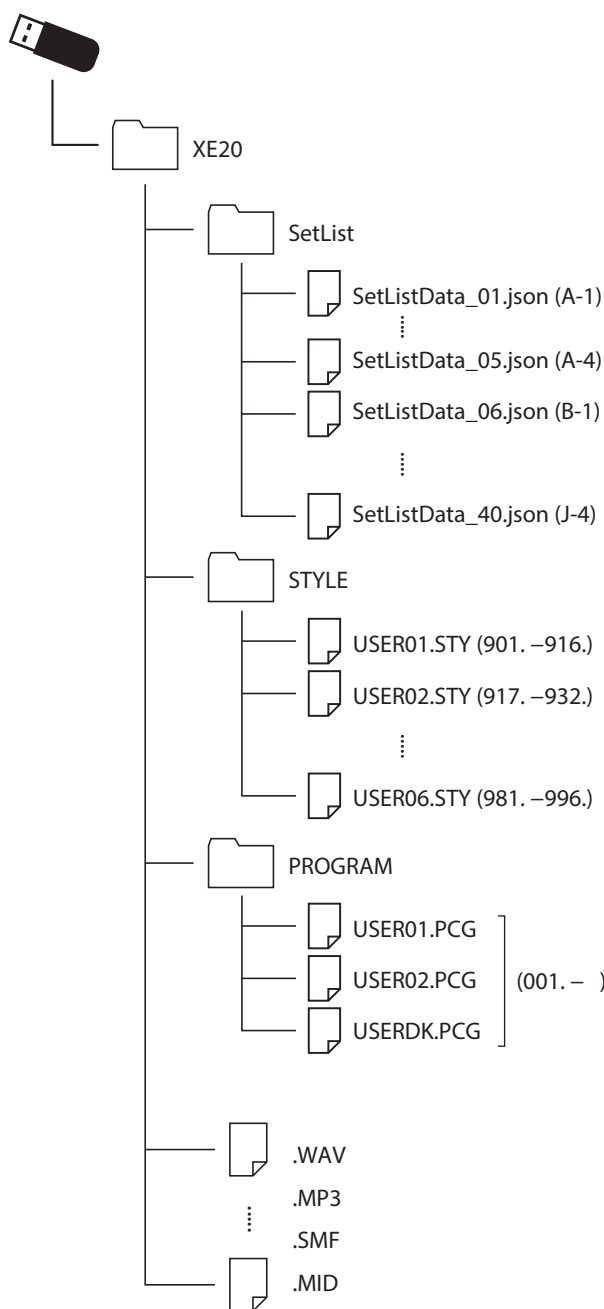 XE20
SetList
SetListData_01.json (A-1)
SetListData_05.json (A-4)
SetListData_06.json (B-1)
SetListData_40.json (J-4)
STYLE
USER01.STY (901. –916.)
USER02.STY (917. –932.)
USER06.STY (981. –996.)
PROGRAM
USER01.PCG
USER02.PCG
(001. –   )
USERDK.PCG
.WAV
.MP3
.SMF
.MID